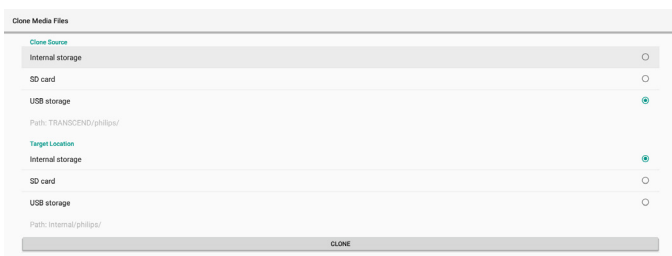 Clone Media Files
Clone Source
Internal storage
SD card
USB storage
Path: TRANSCEND/philips/
Target Location
Internal storage
SD card
USB storage
Path: Internal/philips/
CLONE